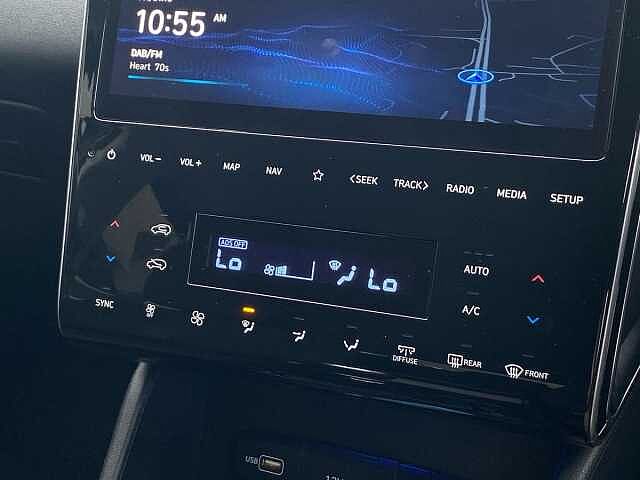 10:55 AM
DAB/FM
Heart 70s
VOL− VOL+ MAP NAV ☆ <SEEK TRACK> RADIO MEDIA SETUP
ADS OFF
Lo Lo
AUTO
A/C
SYNC
OFF
DIFFUSE
REAR
FRONT
USB